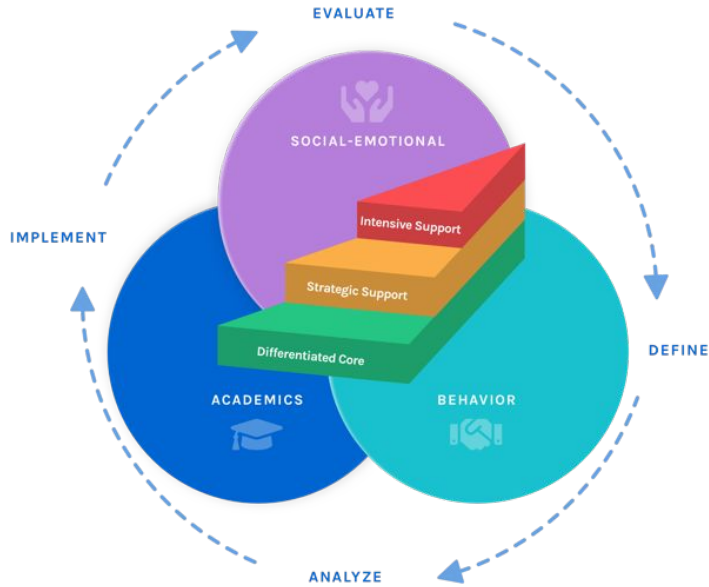 EVALUATE
SOCIAL-EMOTIONAL
Intensive Support
IMPLEMENT
Strategic Support
DEFINE
Differentiated Core
ACADEMICS
BEHAVIOR
ANALYZE